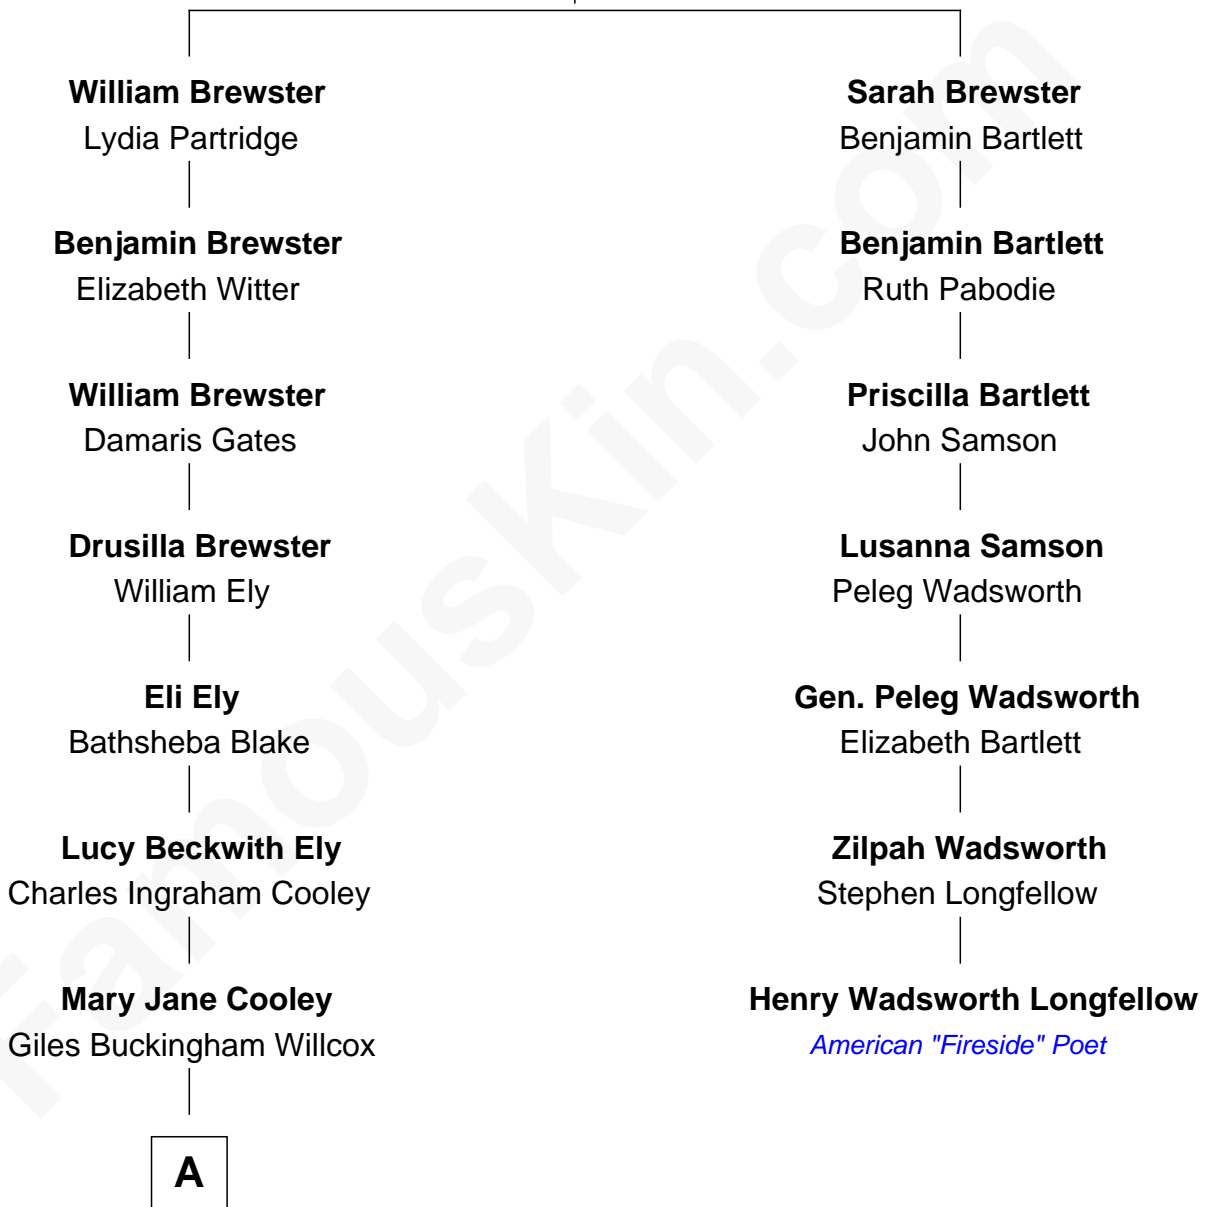 William Brewster
Lydia Partridge
Benjamin Brewster
Elizabeth Witter
William Brewster
Damaris Gates
Drusilla Brewster
William Ely
Eli Ely
Bathsheba Blake
Lucy Beckwith Ely
Charles Ingraham Cooley
Mary Jane Cooley
Giles Buckingham Willcox
A
Sarah Brewster
Benjamin Bartlett
Benjamin Bartlett
Ruth Pabodie
Priscilla Bartlett
John Samson
Lusanna Samson
Peleg Wadsworth
Gen. Peleg Wadsworth
Elizabeth Bartlett
Zilpah Wadsworth
Stephen Longfellow
Henry Wadsworth Longfellow
American "Fireside" Poet
FamousKin.com